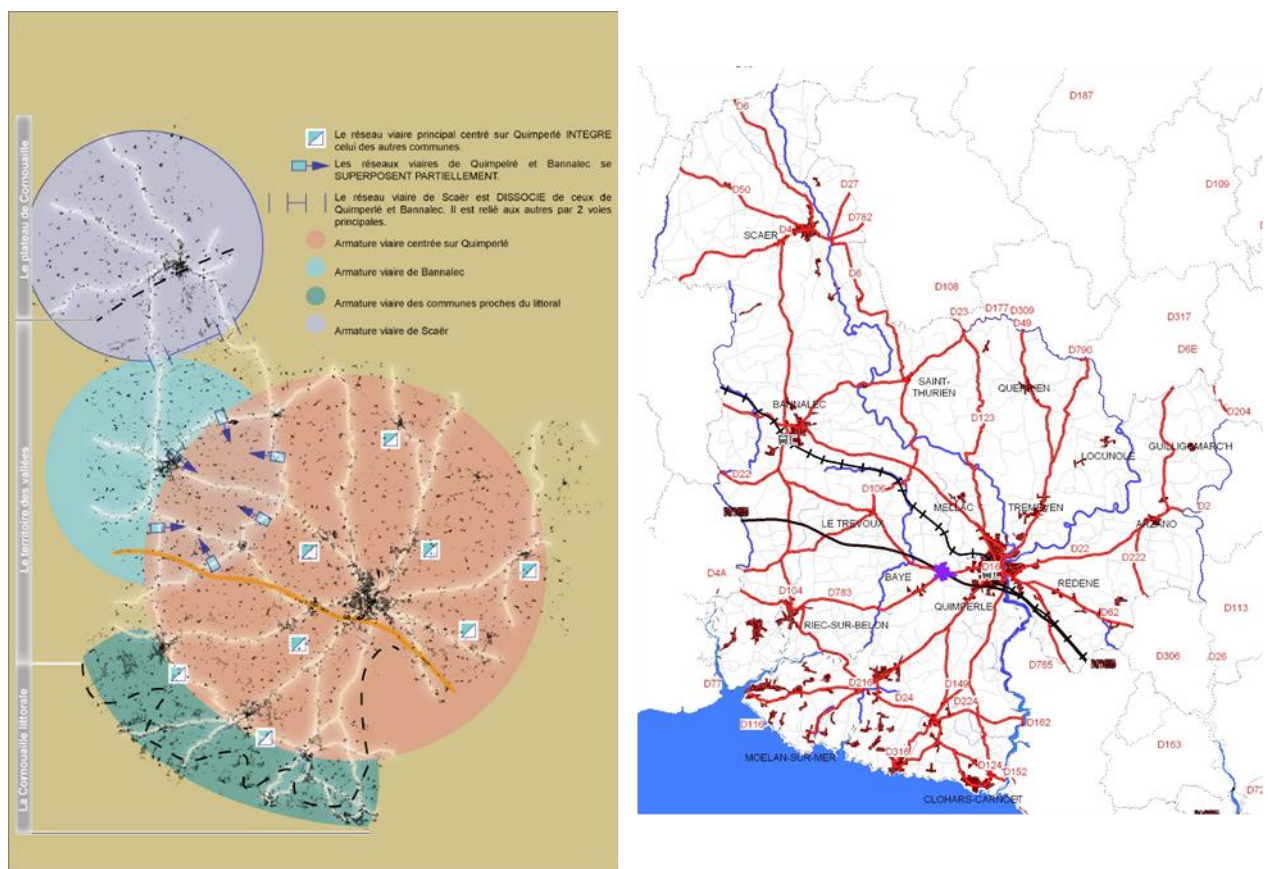 Le plateau de Cornouaille
Le territoire des vallées
La Cornouaille littorale
Le réseau viaire principal centré sur Quimperlé INTEGRE
celui des autres communes.
Les réseaux viaires de Quimpelré et Bannalec se
SUPERPOSENT PARTIELLEMENT.
Le réseau viaire de Scaër est DISSOCIE de ceux de
Quimperlé et Bannalec. Il est relié aux autres par 2 voies
principales.
Armature viaire centrée sur Quimperlé
Armature viaire de Bannalec
Armature viaire des communes proches du littoral
Armature viaire de Scaër
D187
D6
D109
D50
D27
D782
SCAER
D4
D6
D108
D177
D309
D23
D49
D317
D6E
D790
SAINT-
THURIEN
QUERRIEN
D204
BANNALEC
D123
GUILLIGOMARC'H
LOCUNOLE
D22
D106
MELLAC
TREMEVEN
D2
LE TREVOUX
ARZANO
D22
D222
D16
D4A
BAYE
REDENE
D104
D783
QUIMPERLE
D62
D113
RIEC-SUR-BELON
D765
D306
D26
D77
D216
D24
D149
D224
D116
D162
D163
MOELAN-SUR-MER
D316
D124
D152
CLOHARS-CARNOET
D72